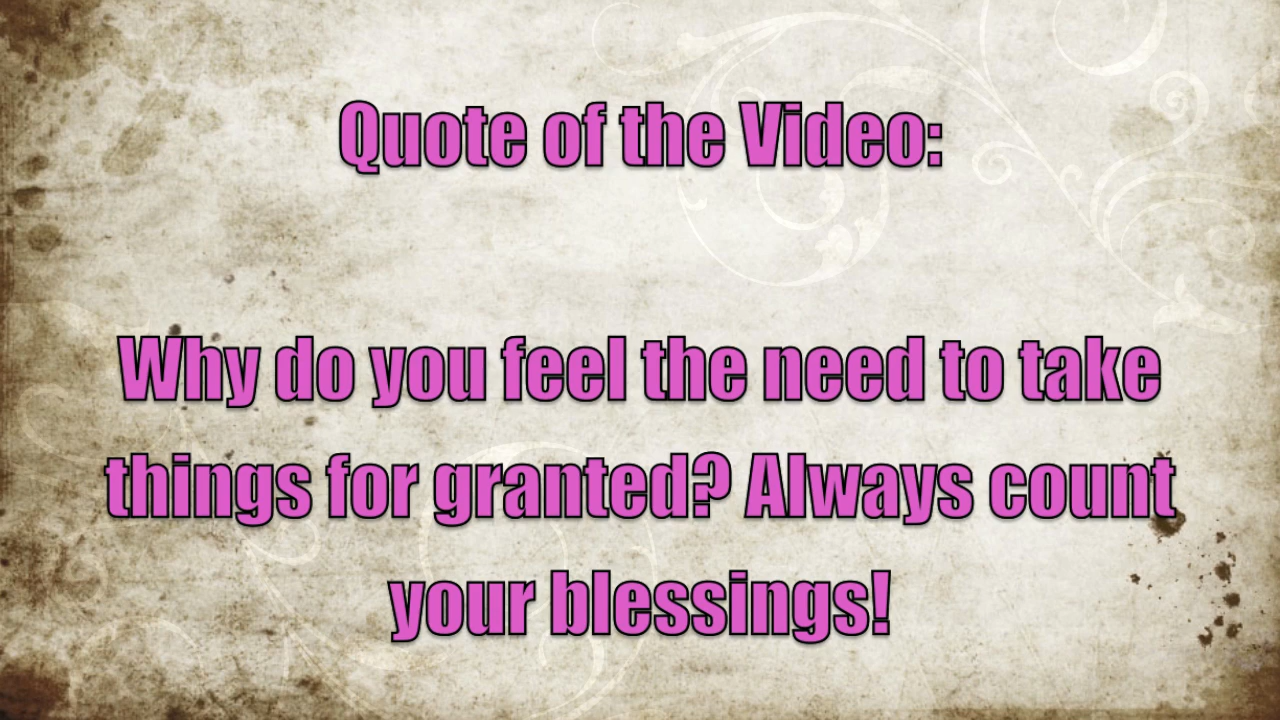 Quote of the Video:
Why do you feel the need to take
things for granted? Always count
your blessings!